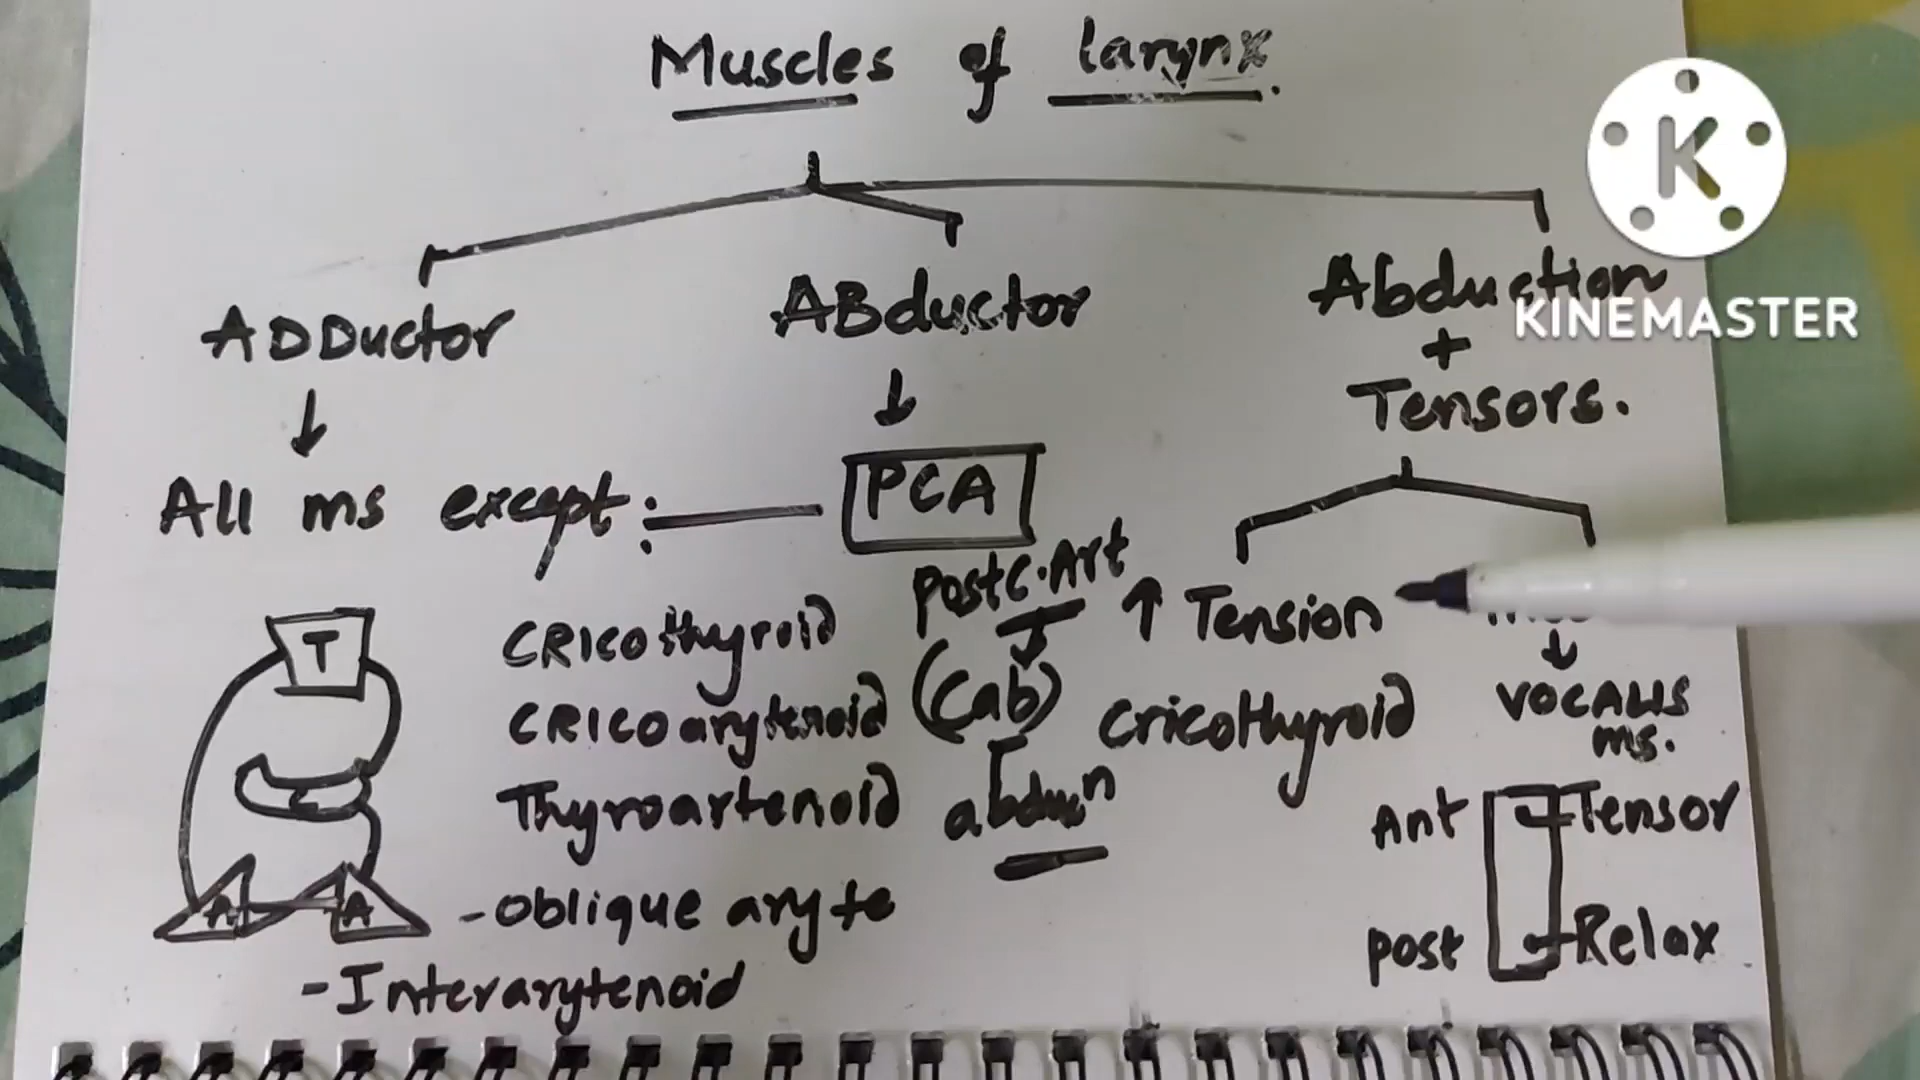 Muscles of larynx.
K
KINEMASTER
ADDuctor
ABductor
Abduction
+
Tensors.
All ms except :
PCA
Post C. Art
(Cab)
abduⁿ
T
A
A
CRICOthyroid
CRICOarytenoid
Thyroartenoid
- oblique aryte
- Interarytenoid
↑ Tension
Cricothyroid
VOCALIS
ms.
Ant
Tensor
post
Relax